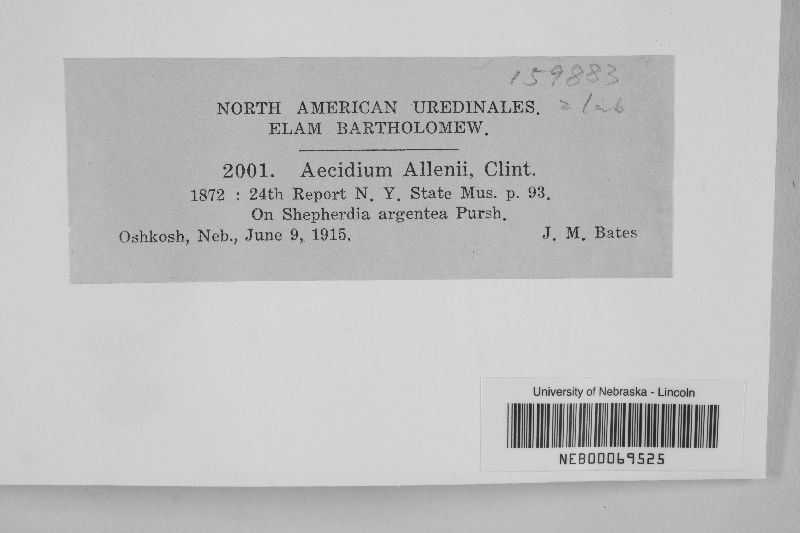 159883
NORTH AMERICAN UREDINALES.
ELAM BARTHOLOMEW.
2001. Aecidium Allenii, Clint.
1872 : 24th Report N. Y. State Mus. p. 93.
On Shepherdia argentea Pursh.
Oshkosh, Neb., June 9, 1915. J. M. Bates
University of Nebraska - Lincoln
NEB00069525